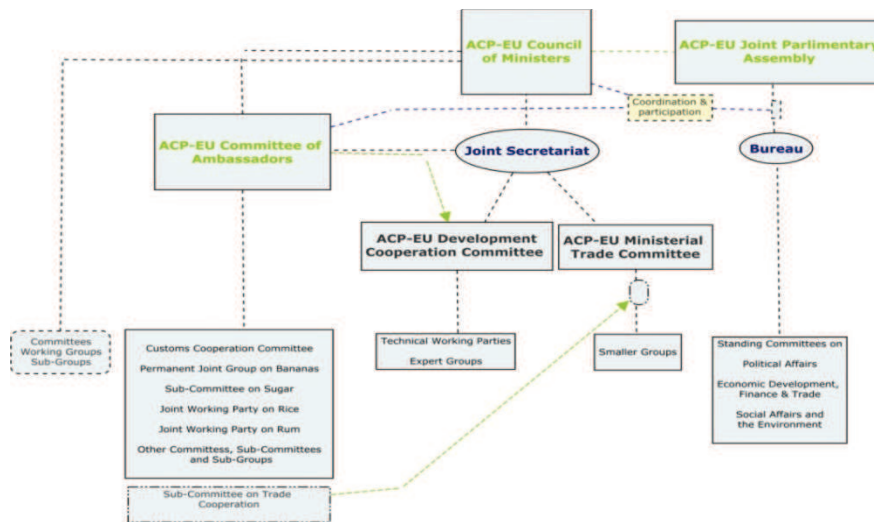 ACP-EU Council
of Ministers
ACP-EU Joint Parlimentary
Assembly
Coordination &
participation
ACP-EU Committee of
Ambassadors
Joint Secretariat
Bureau
ACP-EU Development
Cooperation Committee
ACP-EU Ministerial
Trade Committee
Committees
Working Groups
Sub-Groups
Customs Cooperation Committee
Permanent Joint Group on Bananas
Sub-Committee on Sugar
Joint Working Party on Rice
Joint Working Party on Rum
Other Committess, Sub-Committees
and Sub-Groups
Technical Working Parties
Expert Groups
Smaller Groups
Standing Committees on
Political Affairs
Economic Development,
Finance & Trade
Social Affairs and
the Environment
Sub-Committee on Trade
Cooperation